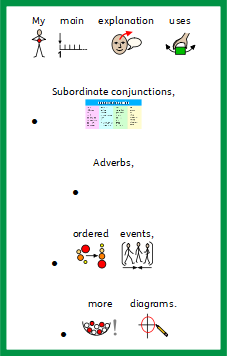 My main explanation uses
Subordinate conjunctions,
Adverbs,
ordered events,
more diagrams.